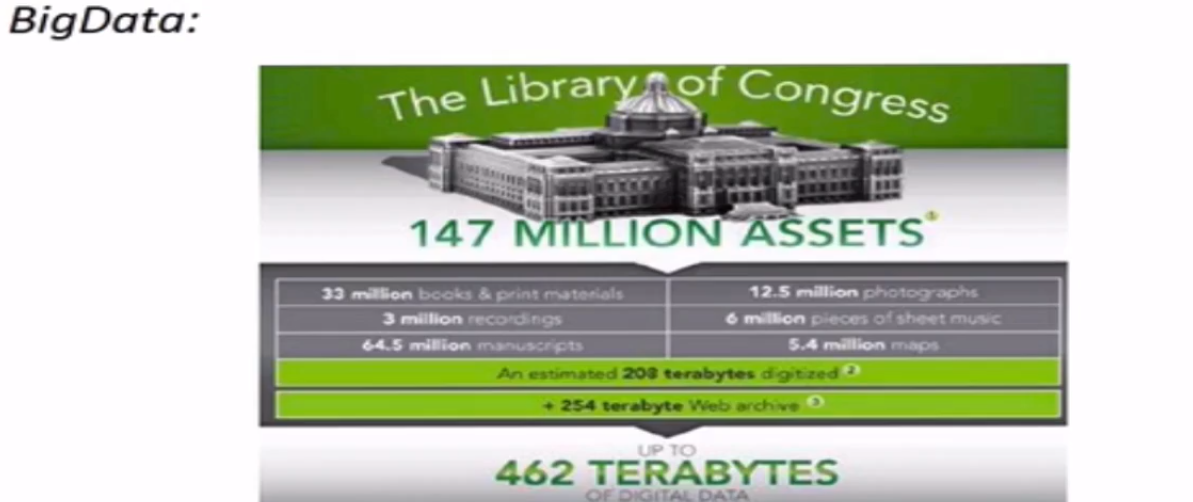 BigData:
The Library of Congress
147 MILLION ASSETS
33 million books & print materials
12.5 million photographs
3 million recordings
6 million pieces of sheet music
64.5 million manuscripts
5.4 million maps
An estimated 208 terabytes digitized 2
+ 254 terabyte Web archive 3
UP TO
462 TERABYTES
OF DIGITAL DATA